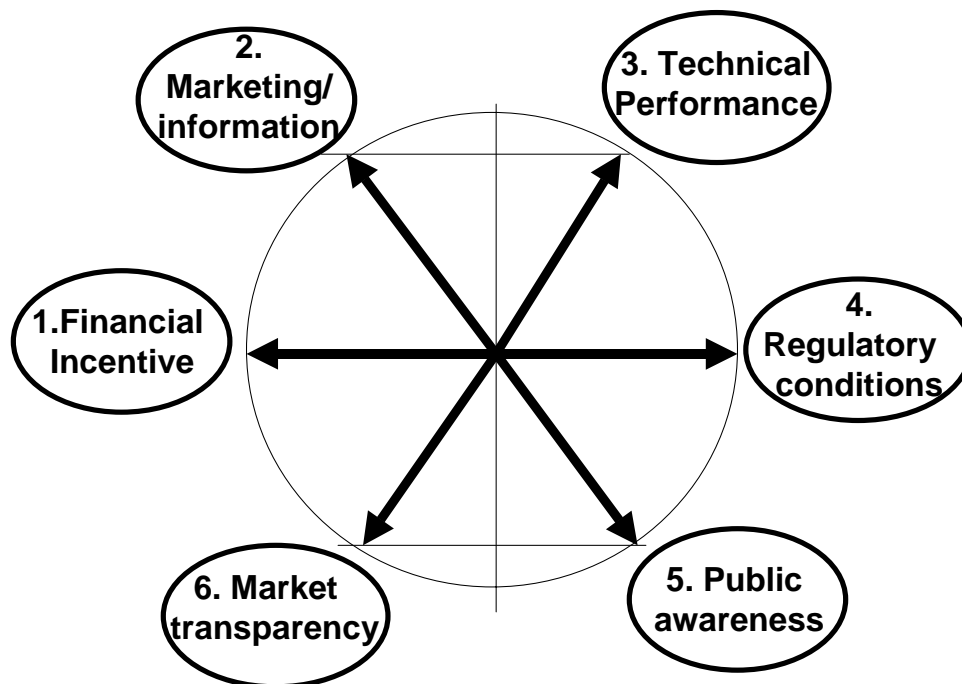 2.
Marketing/
information
3. Technical
Performance
1.Financial
Incentive
4.
Regulatory
conditions
6. Market
transparency
5. Public
awareness